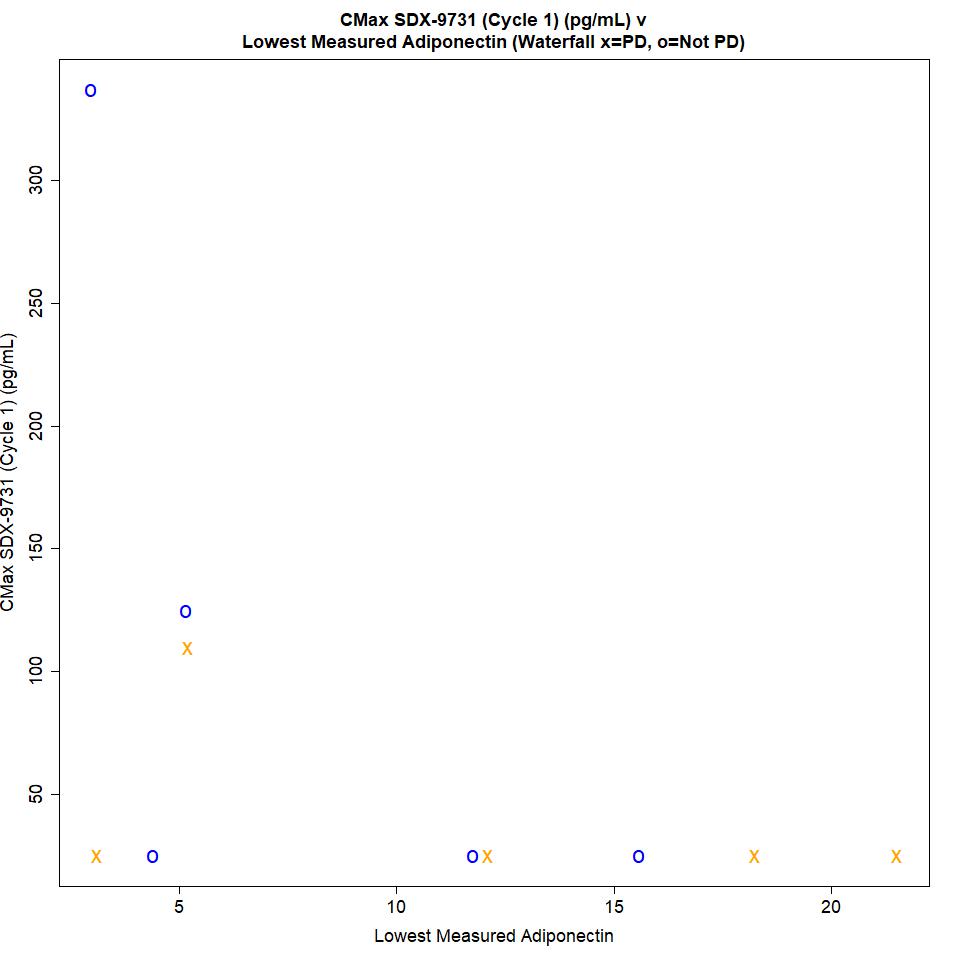 CMax SDX-9731 (Cycle 1) (pg/mL) v
Lowest Measured Adiponectin (Waterfall x=PD, o=Not PD)
CMax SDX-9731 (Cycle 1) (pg/mL)
300
250
200
150
100
50
O
O
X
X
O
O
X
O
X
X
5
10
15
20
Lowest Measured Adiponectin